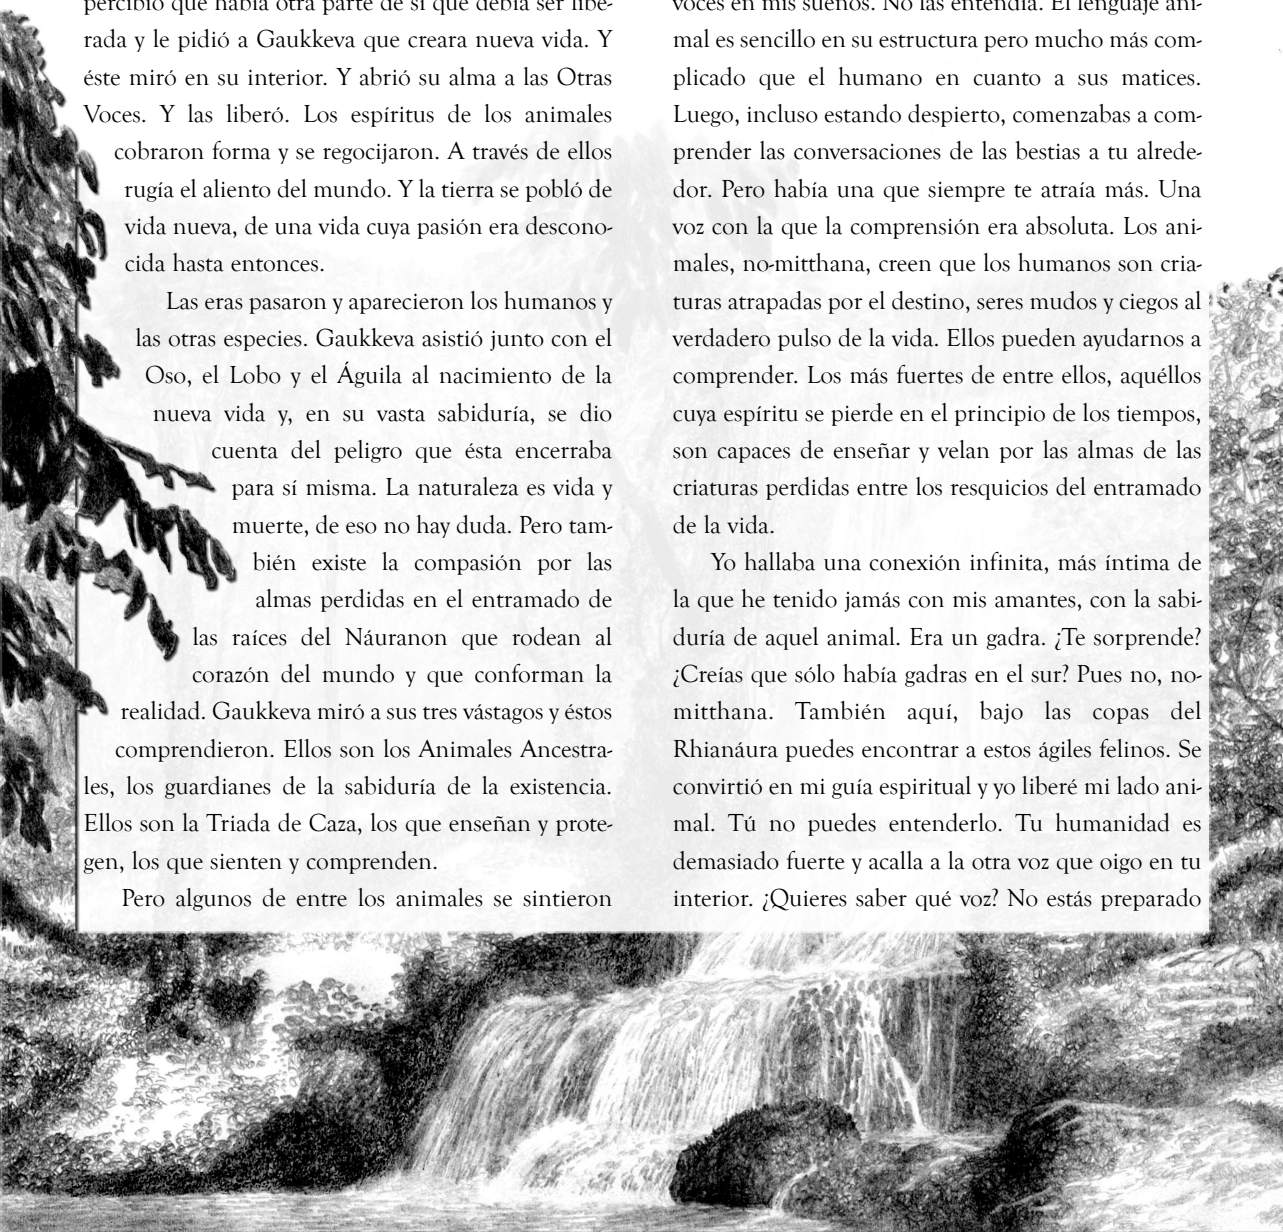 percibió que había otra parte de sí que debía ser libe-
rada y le pidió a Gaukkeva que creara nueva vida. Y
éste miró en su interior. Y abrió su alma a las Otras
Voces. Y las liberó. Los espíritus de los animales
cobraron forma y se regocijaron. A través de ellos
rugía el aliento del mundo. Y la tierra se pobló de
vida nueva, de una vida cuya pasión era descono-
cida hasta entonces.
Las eras pasaron y aparecieron los humanos y
las otras especies. Gaukkeva asistió junto con el
Oso, el Lobo y el Águila al nacimiento de la
nueva vida y, en su vasta sabiduría, se dio
cuenta del peligro que ésta encerraba
para sí misma. La naturaleza es vida y
muerte, de eso no hay duda. Pero tam-
bién existe la compasión por las
almas perdidas en el entramado de
las raíces del Náuranon que rodean al
corazón del mundo y que conforman la
realidad. Gaukkeva miró a sus tres vástagos y éstos
comprendieron. Ellos son los Animales Ancestra-
les, los guardianes de la sabiduría de la existencia.
Ellos son la Triada de Caza, los que enseñan y prote-
gen, los que sienten y comprenden.
Pero algunos de entre los animales se sintieron
voces en mis sueños. No las entendía. El lenguaje ani-
mal es sencillo en su estructura pero mucho más com-
plicado que el humano en cuanto a sus matices.
Luego, incluso estando despierto, comenzabas a com-
prender las conversaciones de las bestias a tu alrede-
dor. Pero había una que siempre te atraía más. Una
voz con la que la comprensión era absoluta. Los ani-
males, no-mitthana, creen que los humanos son cria-
turas atrapadas por el destino, seres mudos y ciegos al
verdadero pulso de la vida. Ellos pueden ayudarnos a
comprender. Los más fuertes de entre ellos, aquéllos
cuya espíritu se pierde en el principio de los tiempos,
son capaces de enseñar y velan por las almas de las
criaturas perdidas entre los resquicios del entramado
de la vida.
Yo hallaba una conexión infinita, más íntima de
la que he tenido jamás con mis amantes, con la sabi-
duría de aquel animal. Era un gadra. ¿Te sorprende?
¿Creías que sólo había gadras en el sur? Pues no, no-
mitthana. También aquí, bajo las copas del
Rhianáura puedes encontrar a estos ágiles felinos. Se
convirtió en mi guía espiritual y yo liberé mi lado ani-
mal. Tú no puedes entenderlo. Tu humanidad es
demasiado fuerte y acalla a la otra voz que oigo en tu
interior. ¿Quieres saber qué voz? No estás preparado